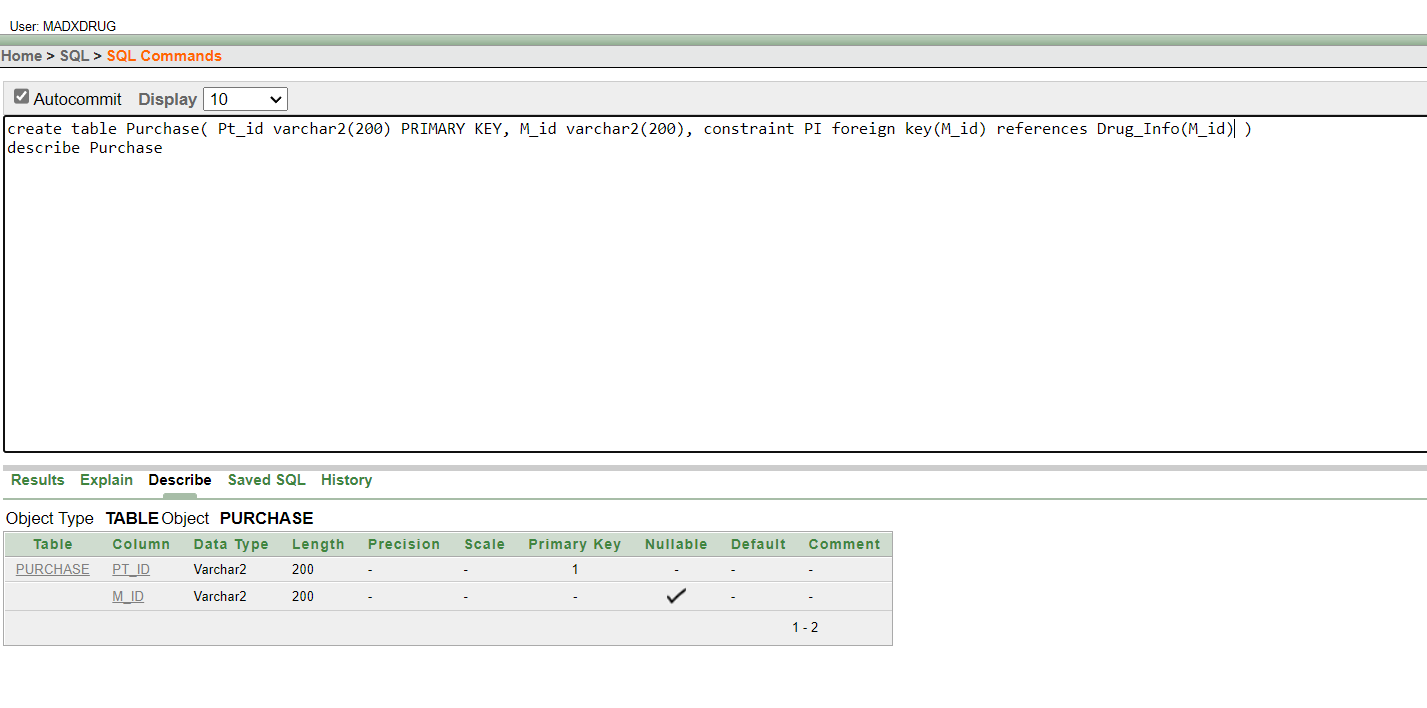 User: MADXDRUG
Home > SQL > SQL Commands
Autocommit Display 10
create table Purchase( Pt_id varchar2(200) PRIMARY KEY, M_id varchar2(200), constraint PI foreign key(M_id) references Drug_Info(M_id) )
describe Purchase
Results Explain Describe Saved SQL History
Object Type TABLE Object PURCHASE
Table Column Data Type Length Precision Scale Primary Key Nullable Default Comment
PURCHASE PT_ID Varchar2 200 - - 1 - - -
M_ID Varchar2 200 - - - ✓ - -
1 - 2